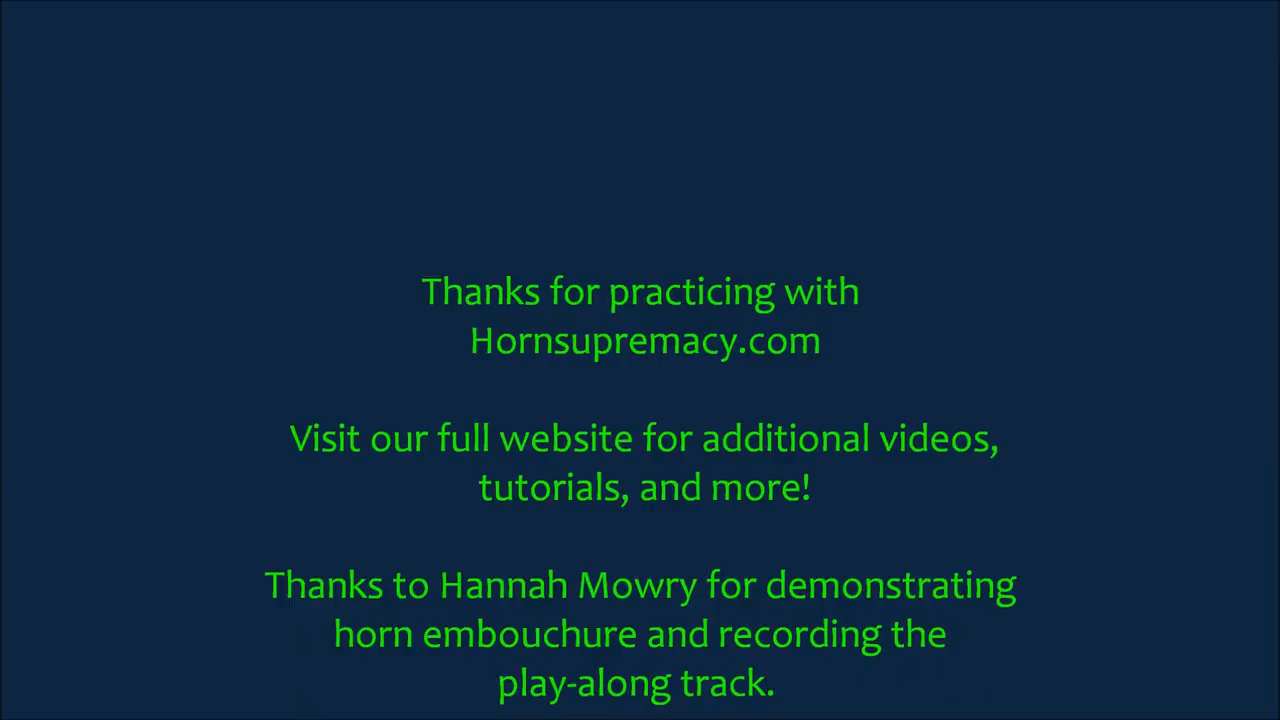 Thanks for practicing with
Hornsupremacy.com
Visit our full website for additional videos,
tutorials, and more!
Thanks to Hannah Mowry for demonstrating
horn embouchure and recording the
play-along track.